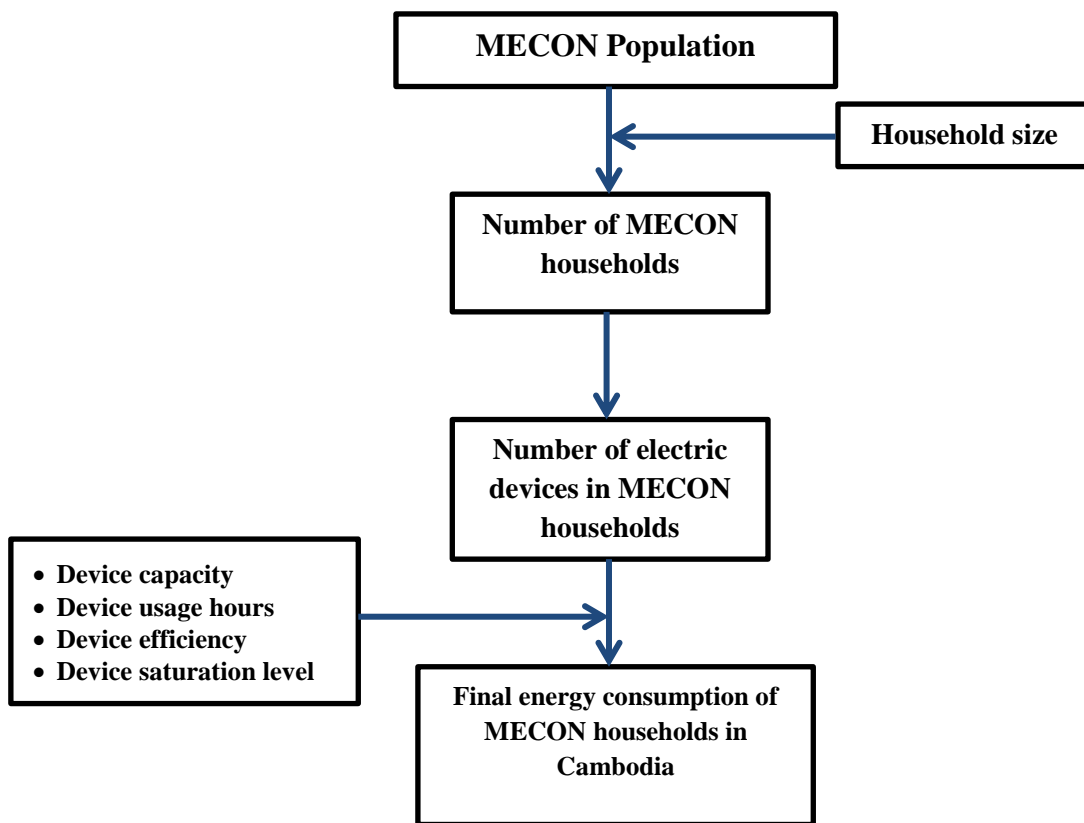 MECON Population
Household size
Number of MECON
households
Number of electric
devices in MECON
households
• Device capacity
• Device usage hours
• Device efficiency
• Device saturation level
Final energy consumption of
MECON households in
Cambodia